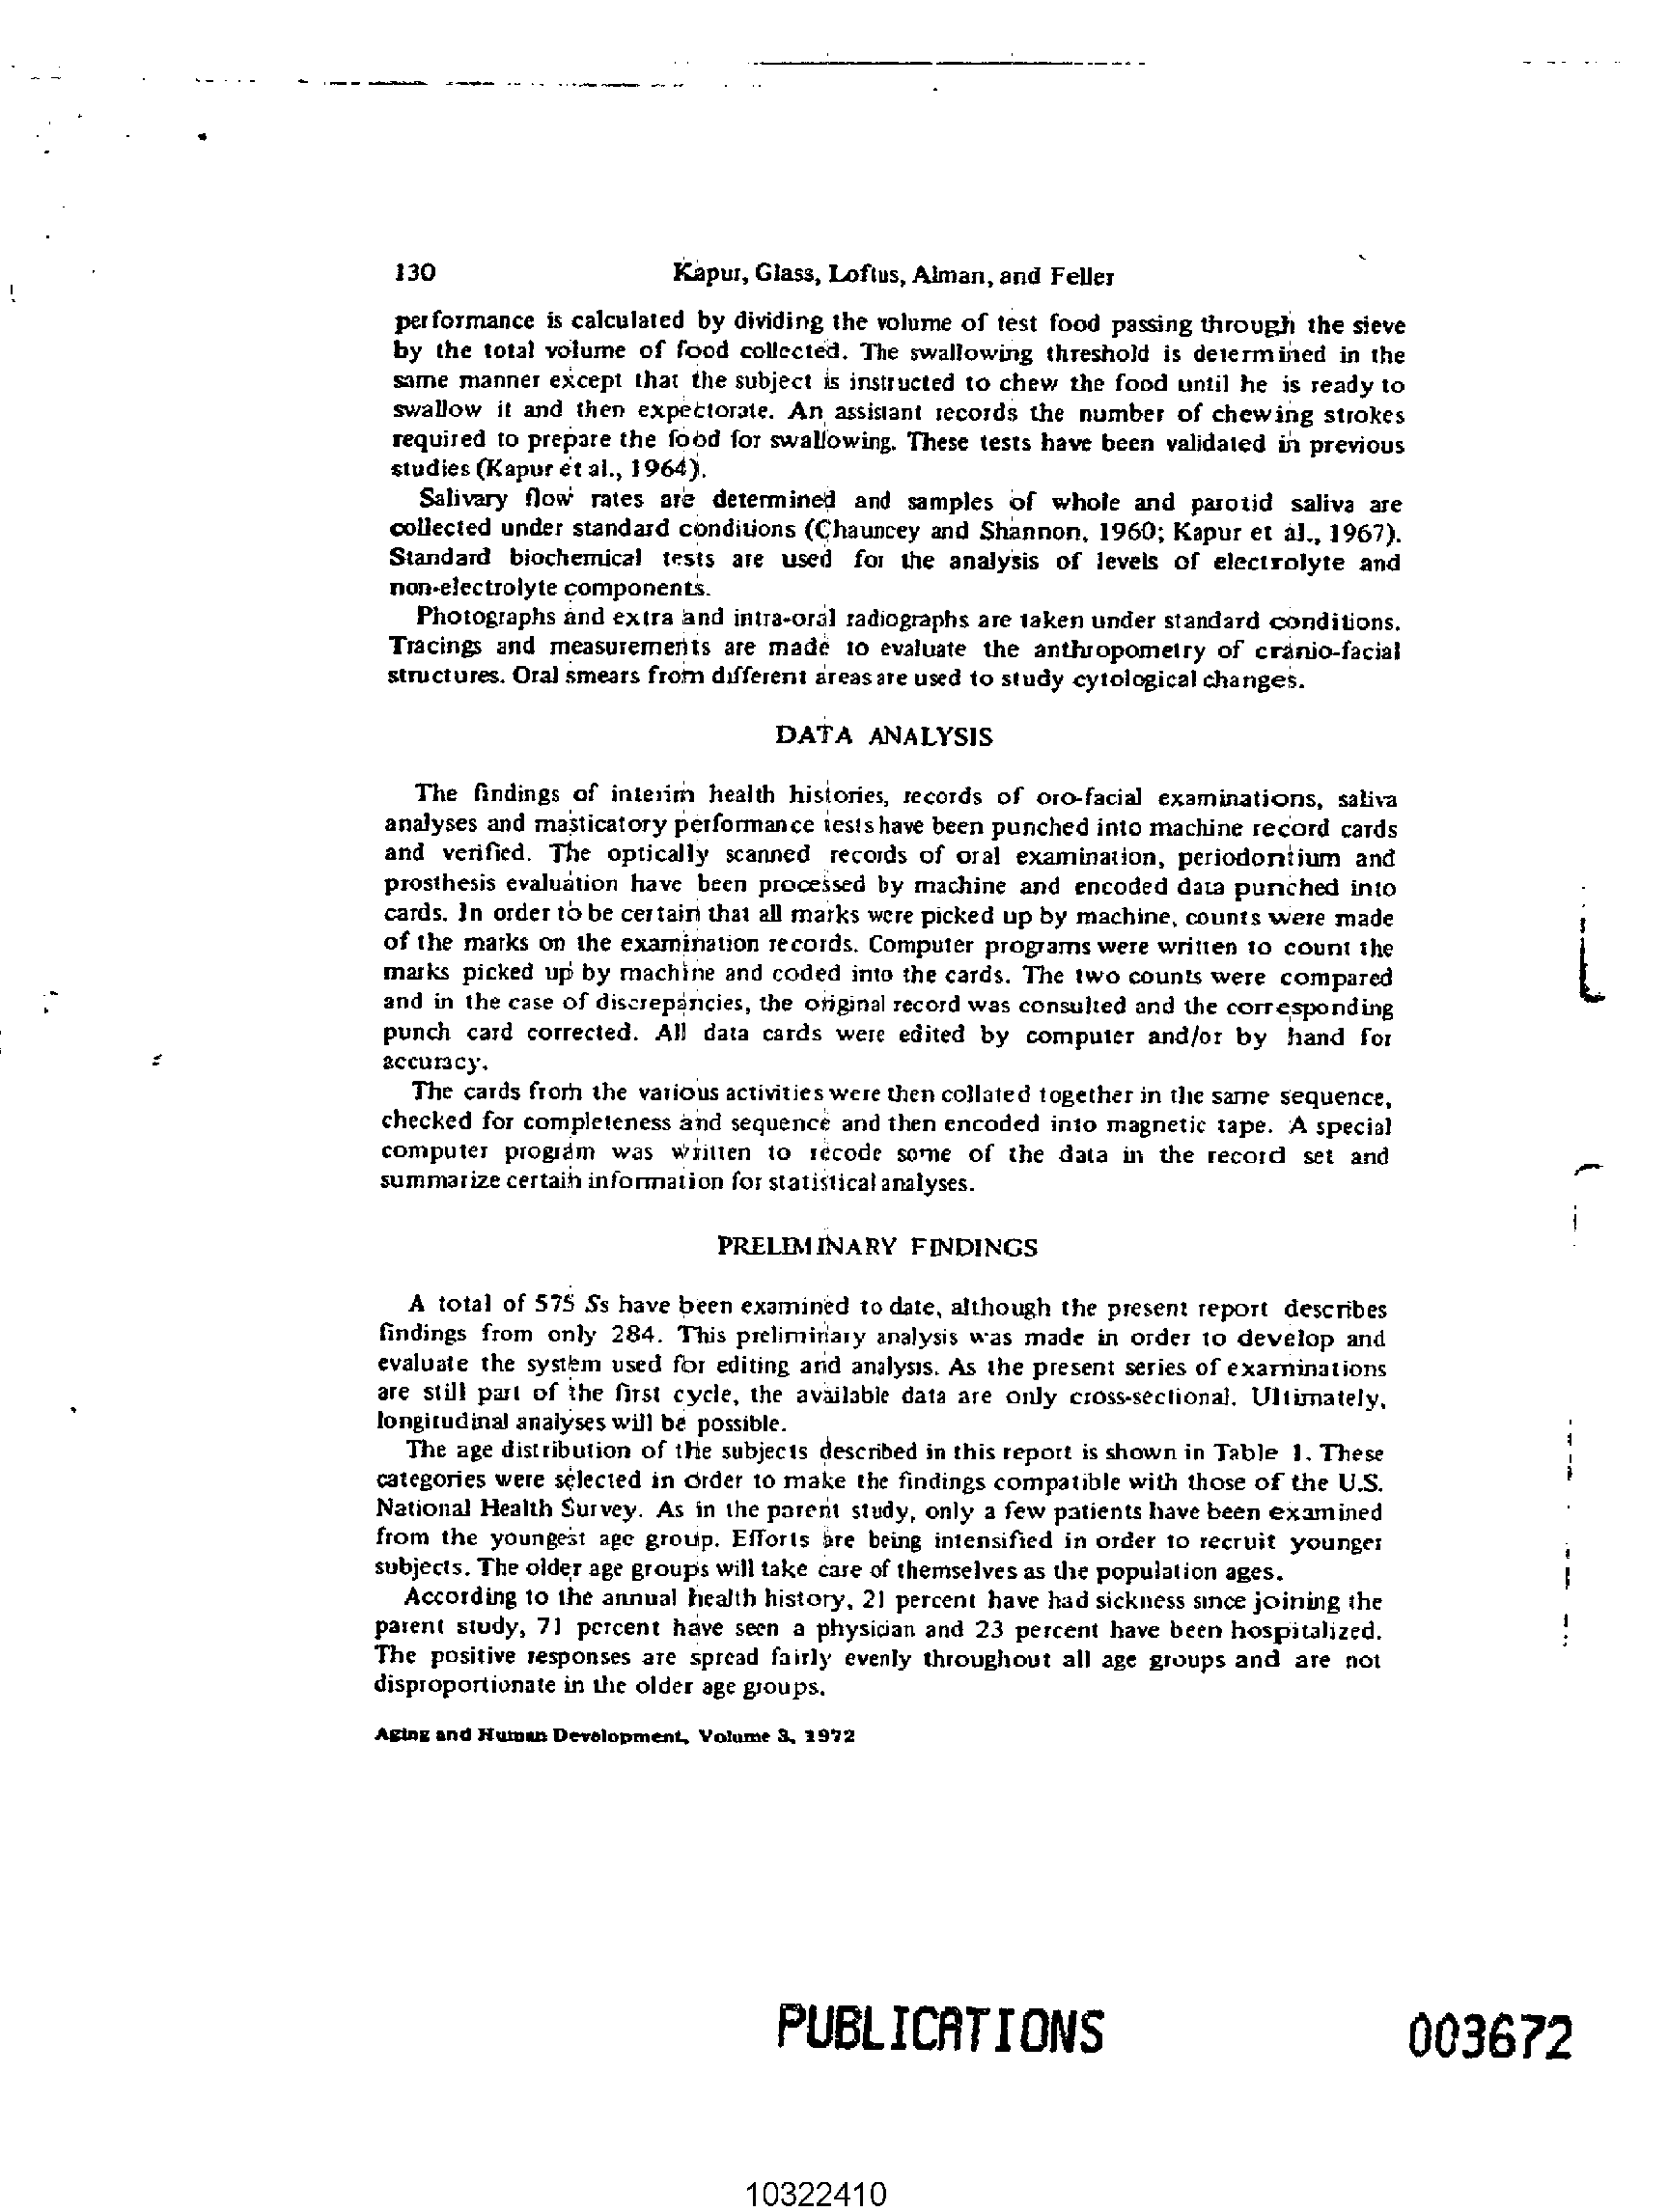 130 Kapur, Glass, Loftus, Alman, and Feller
performance is calculated by dividing the volume of test food passing through the sieve
by the total volume of food collected. The swallowing threshold is determined in the
same manner except that the subject is instructed to chew the food until he is ready to
swallow it and then expectorate. An assistant records the number of chewing strokes
required to prepare the food for swallowing. These tests have been validated in previous
studies (Kapur et al., 1964).
Salivary flow rates are determined and samples of whole and parotid saliva are
collected under standard conditions (Chauncey and Shannon, 1960; Kapur et al., 1967).
Standard biochemical tests are used for the analysis of levels of electrolyte and
non-electrolyte components.
Photographs and extra and intra-oral radiographs are taken under standard conditions.
Tracings and measurements are made to evaluate the anthropometry of cranio-facial
structures. Oral smears from different areas are used to study cytological changes.
DATA ANALYSIS
The findings of interim health histories, records of oro-facial examinations, saliva
analyses and masticatory performance tests have been punched into machine record cards
and verified. The optically scanned records of oral examination, periodontium and
prosthesis evaluation have been processed by machine and encoded data punched into
cards. In order to be certain that all marks were picked up by machine, counts were made
of the marks on the examination records. Computer programs were written to count the
marks picked up by machine and coded into the cards. The two counts were compared
and in the case of discrepancies, the original record was consulted and the corresponding
punch card corrected. All data cards were edited by computer and/or by hand for
accuracy.
The cards from the various activities were then collated together in the same sequence,
checked for completeness and sequence and then encoded into magnetic tape. A special
computer program was written to recode some of the data in the record set and
summarize certain information for statistical analyses.
PRELIMINARY FINDINGS
A total of 575 Ss have been examined to date, although the present report describes
findings from only 284. This preliminary analysis was made in order to develop and
evaluate the system used for editing and analysis. As the present series of examinations
are still part of the first cycle, the available data are only cross-sectional. Ultimately,
longitudinal analyses will be possible.
The age distribution of the subjects described in this report is shown in Table 1. These
categories were selected in order to make the findings compatible with those of the U.S.
National Health Survey. As in the parent study, only a few patients have been examined
from the youngest age group. Efforts are being intensified in order to recruit younger
subjects. The older age groups will take care of themselves as the population ages.
According to the annual health history, 21 percent have had sickness since joining the
parent study, 71 percent have seen a physician and 23 percent have been hospitalized.
The positive responses are spread fairly evenly throughout all age groups and are not
disproportionate in the older age groups.
Aging and Human Development, Volume 3, 1972
PUBLICATIONS 003672
10322410